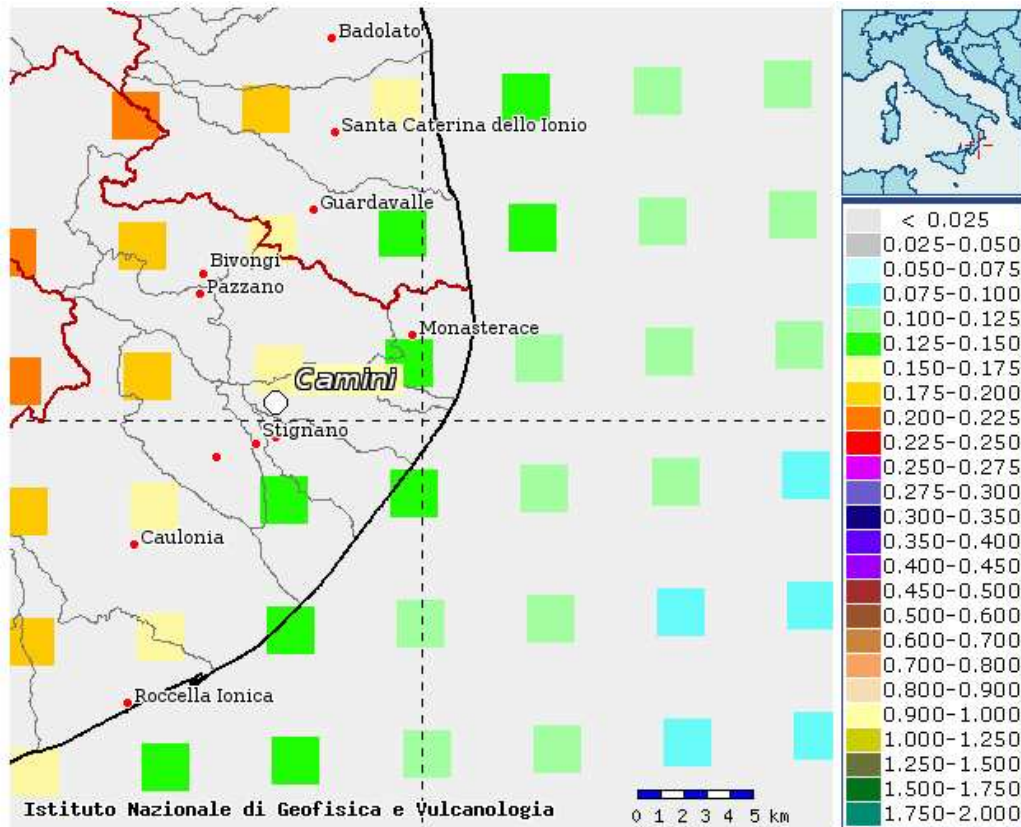 Badolato
Santa Caterina dello Ionio
Guardavalle
Bivongi
Pazzano
Monasterace
Camini
Stignano
Caulonia
Roccella Ionica
Istituto Nazionale di Geofisica e Vulcanologia
0 1 2 3 4 5 km
< 0.025
0.025-0.050
0.050-0.075
0.075-0.100
0.100-0.125
0.125-0.150
0.150-0.175
0.175-0.200
0.200-0.225
0.225-0.250
0.250-0.275
0.275-0.300
0.300-0.350
0.350-0.400
0.400-0.450
0.450-0.500
0.500-0.600
0.600-0.700
0.700-0.800
0.800-0.900
0.900-1.000
1.000-1.250
1.250-1.500
1.500-1.750
1.750-2.000